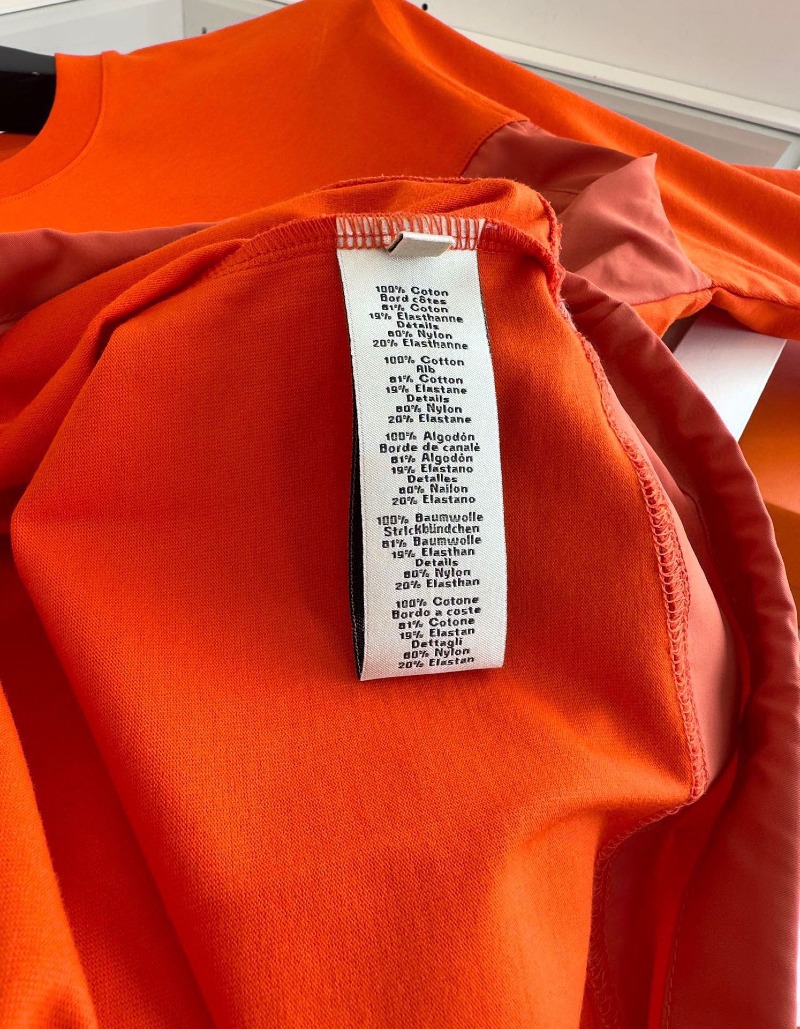 100% Coton
Bord côtes
81% Coton
19% Elasthanne
Détails
80% Nylon
20% Elasthanne
100% Cotton
Rib
81% Cotton
19% Elastane
Details
80% Nylon
20% Elastane
100% Algodón
Borde de canalé
81% Algodón
19% Elastano
Detalles
80% Nailon
20% Elastano
100% Baumwolle
Strickbündchen
81% Baumwolle
19% Elasthan
Details
80% Nylon
20% Elasthan
100% Cotone
Bordo a coste
81% Cotone
19% Elastan
Dettagli
80% Nylon
20% Elastan